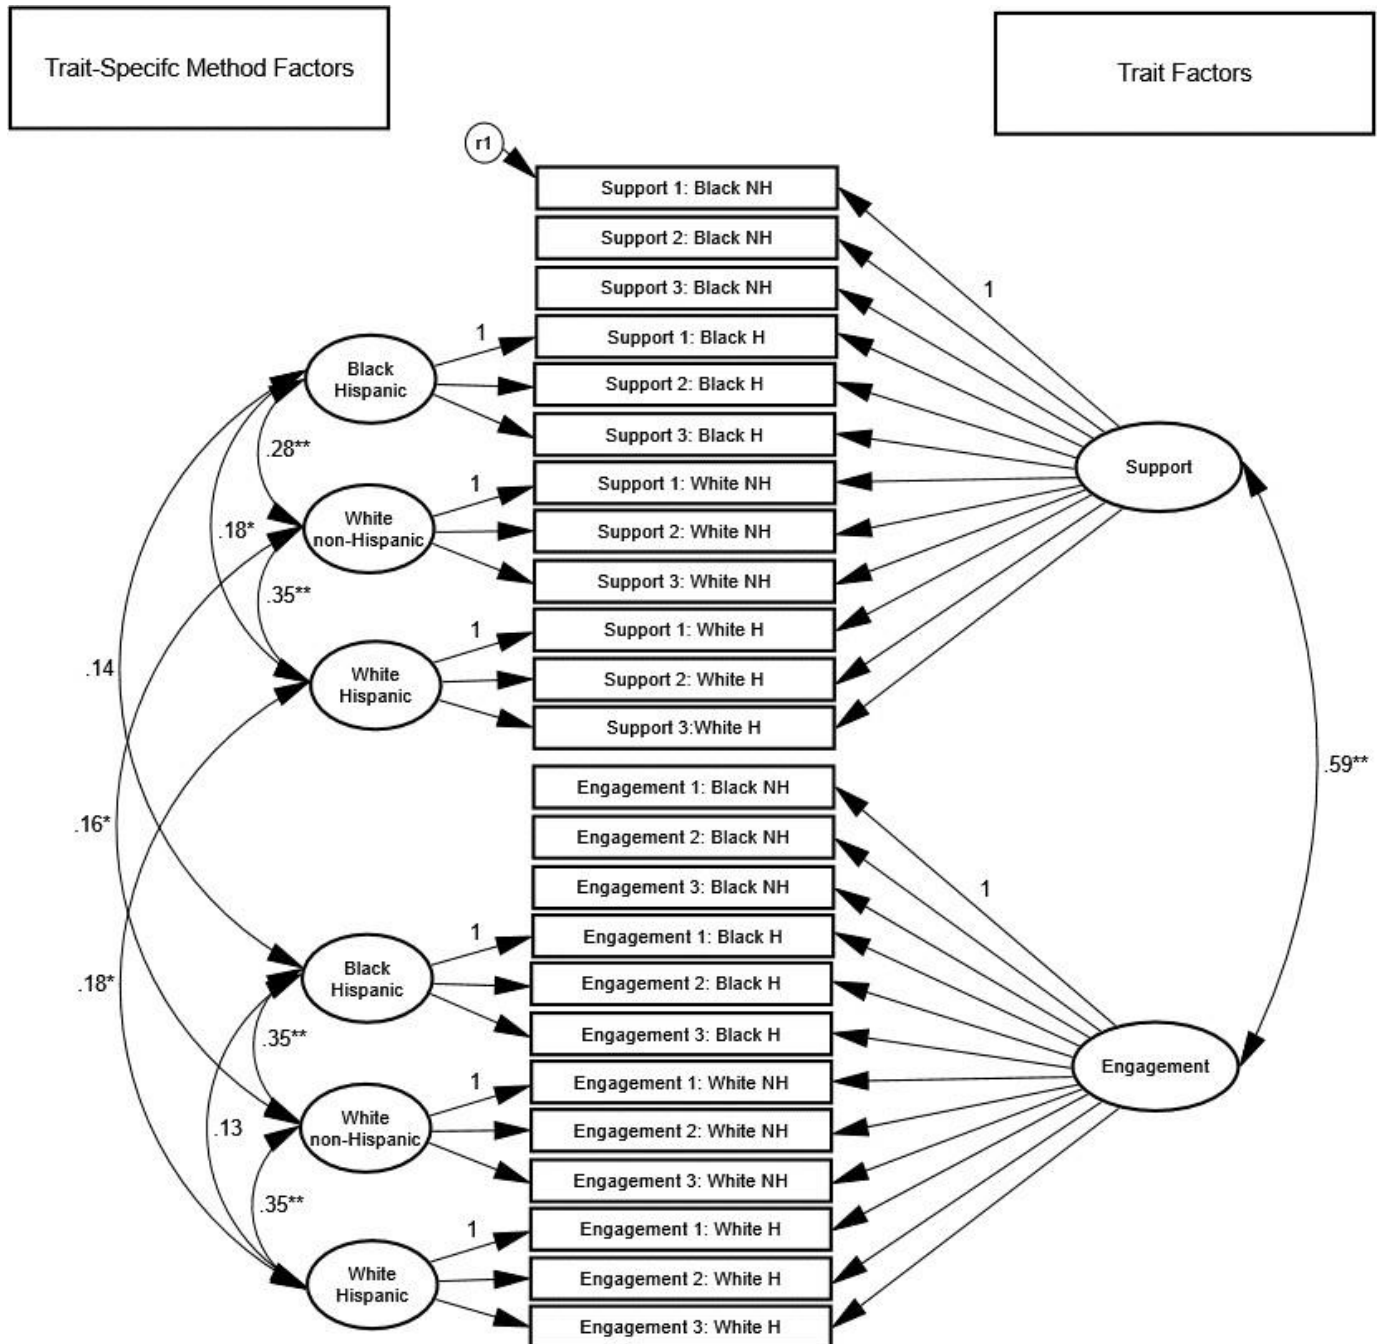 Trait-Specifc Method Factors
Trait Factors
r1
Support 1: Black NH
Support 2: Black NH
1
Support 3: Black NH
1
Support 1: Black H
Black
Hispanic
Support 2: Black H
Support 3: Black H
.28**
Support
1
Support 1: White NH
White
non-Hispanic
.18*
Support 2: White NH
Support 3: White NH
.35**
1
Support 1: White H
.14
White
Hispanic
Support 2: White H
Support 3:White H
.59**
Engagement 1: Black NH
.16*
Engagement 2: Black NH
Engagement 3: Black NH
1
1
Engagement 1: Black H
.18*
Black
Hispanic
Engagement 2: Black H
.35**
Engagement 3: Black H
Engagement
1
Engagement 1: White NH
.13
White
non-Hispanic
Engagement 2: White NH
Engagement 3: White NH
.35**
1
Engagement 1: White H
White
Hispanic
Engagement 2: White H
Engagement 3: White H